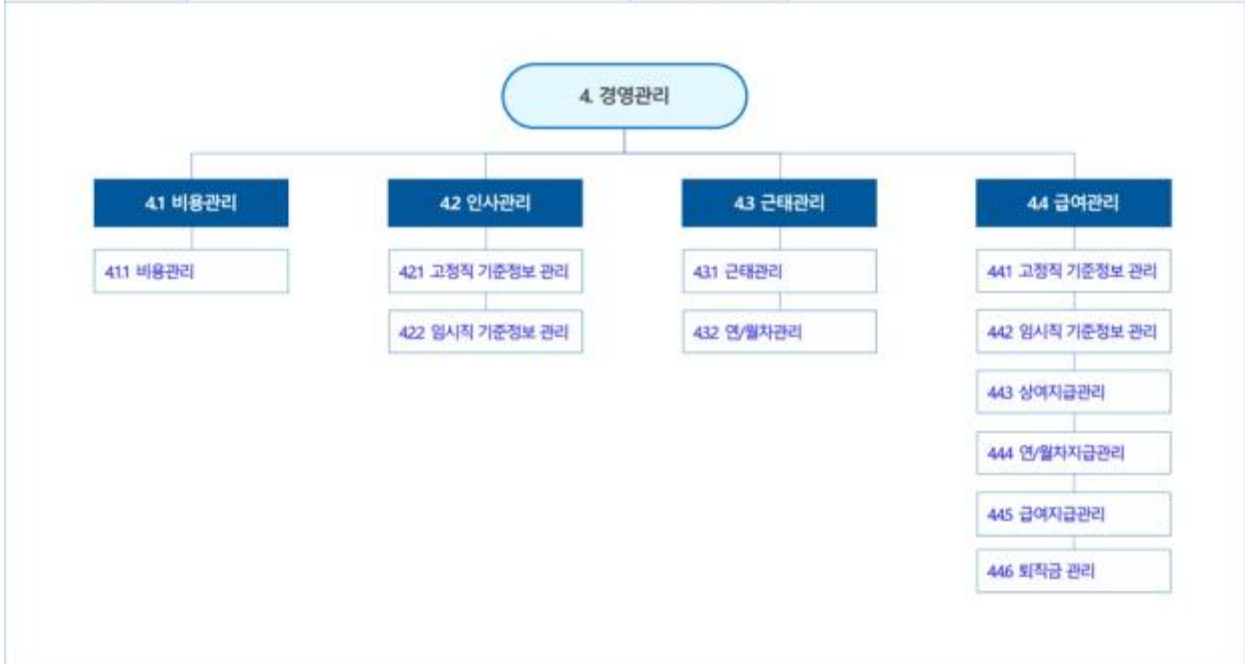 4. 경영관리
4.1 비용관리
4.2 인사관리
4.3 근태관리
4.4 급여관리
4.1.1 비용관리
4.2.1 고정직 기준정보 관리
4.2.2 임시직 기준정보 관리
4.3.1 근태관리
4.3.2 연/월차관리
4.4.1 고정직 기준정보 관리
4.4.2 임시직 기준정보 관리
4.4.3 상여지급관리
4.4.4 연/월차지급관리
4.4.5 급여지급관리
4.4.6 퇴직금 관리